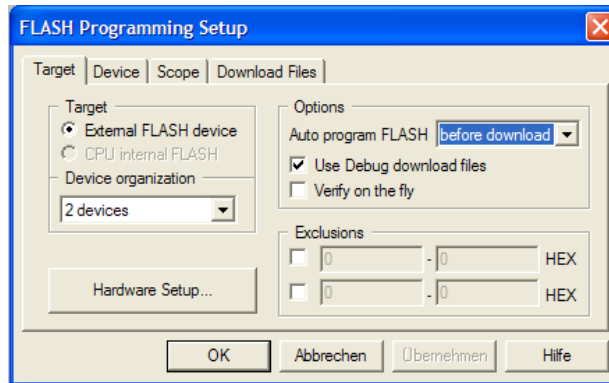 FLASH Programming Setup
Target Device Scope Download Files
Target
External FLASH device
CPU internal FLASH
Device organization
2 devices
Hardware Setup...
Options
Auto program FLASH before download
Use Debug download files
Verify on the fly
Exclusions
0 - 0 HEX
0 - 0 HEX
OK Abbrechen Übernehmen Hilfe